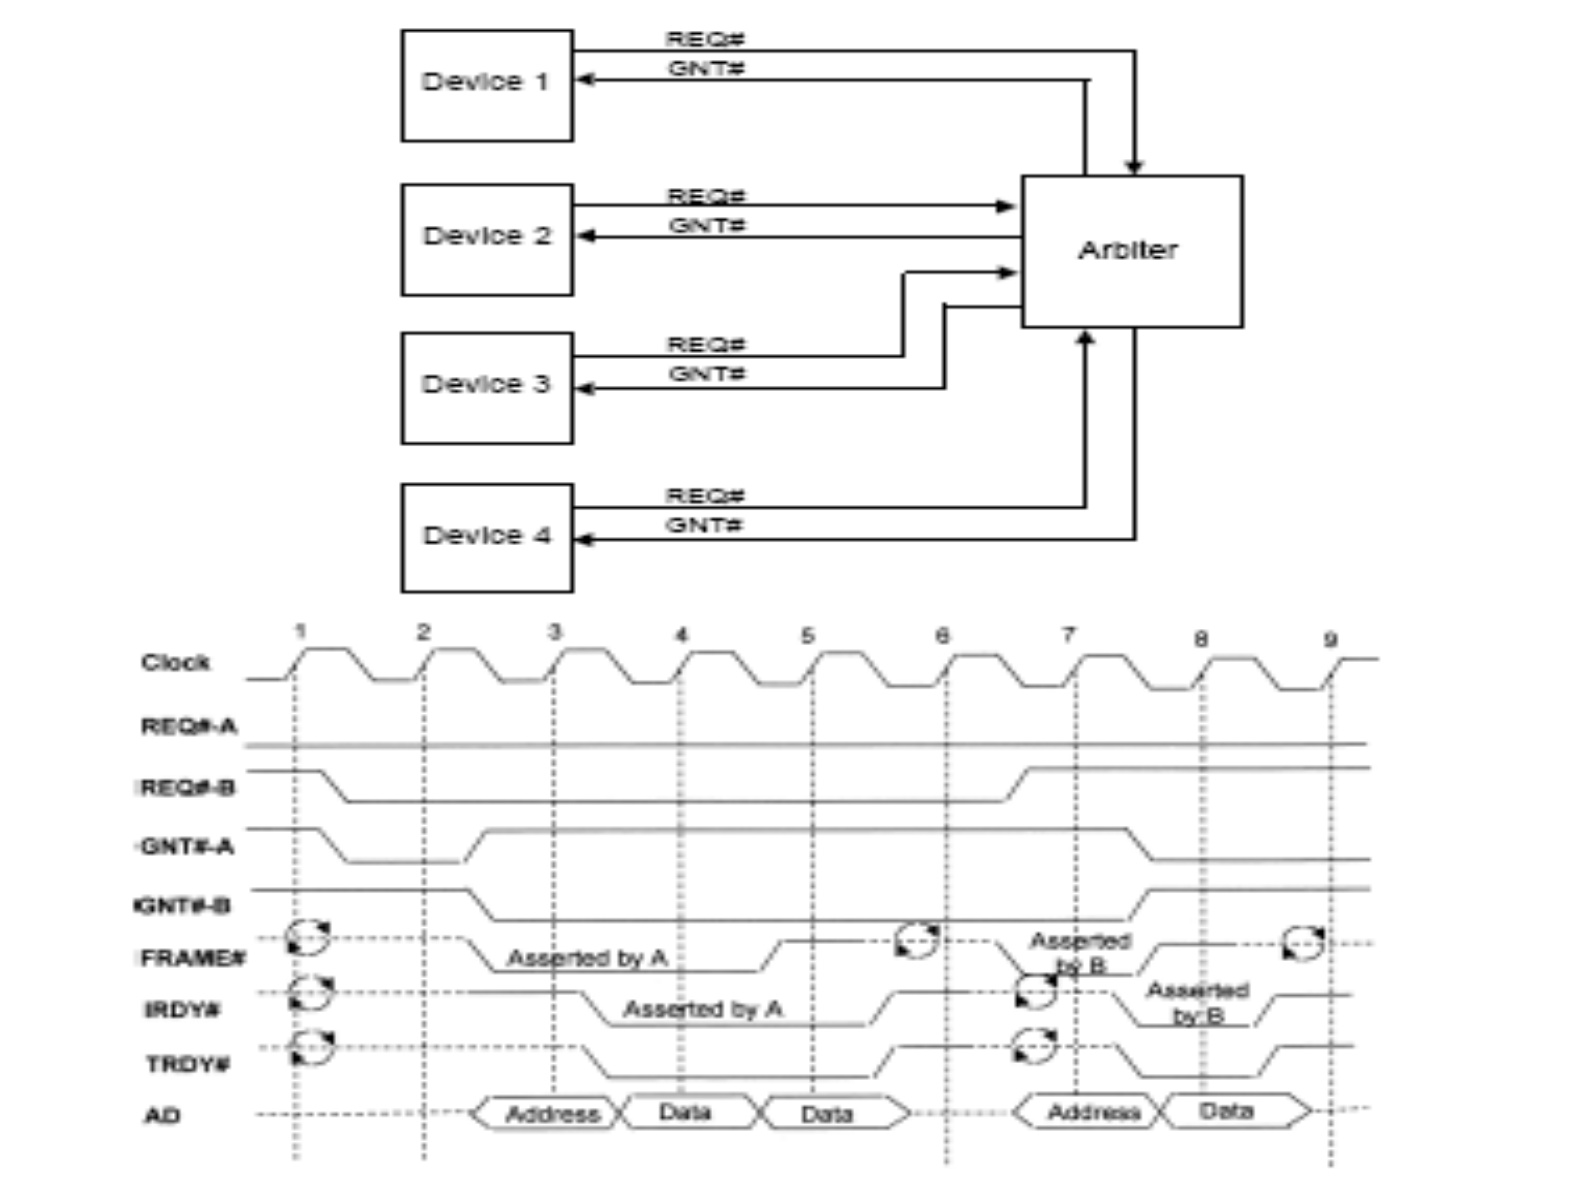 REQ#
GNT#
Device 1
REQ#
GNT#
Device 2
Arbiter
REQ#
GNT#
Device 3
REQ#
GNT#
Device 4
1 2 3 4 5 6 7 8 9
Clock
REQ#-A
REQ#-B
GNT#-A
GNT#-B
FRAME#
Asserted by A
Asserted
by B
IRDY#
Asserted by A
Asserted
by B
TRDY#
AD
Address Data Data Address Data